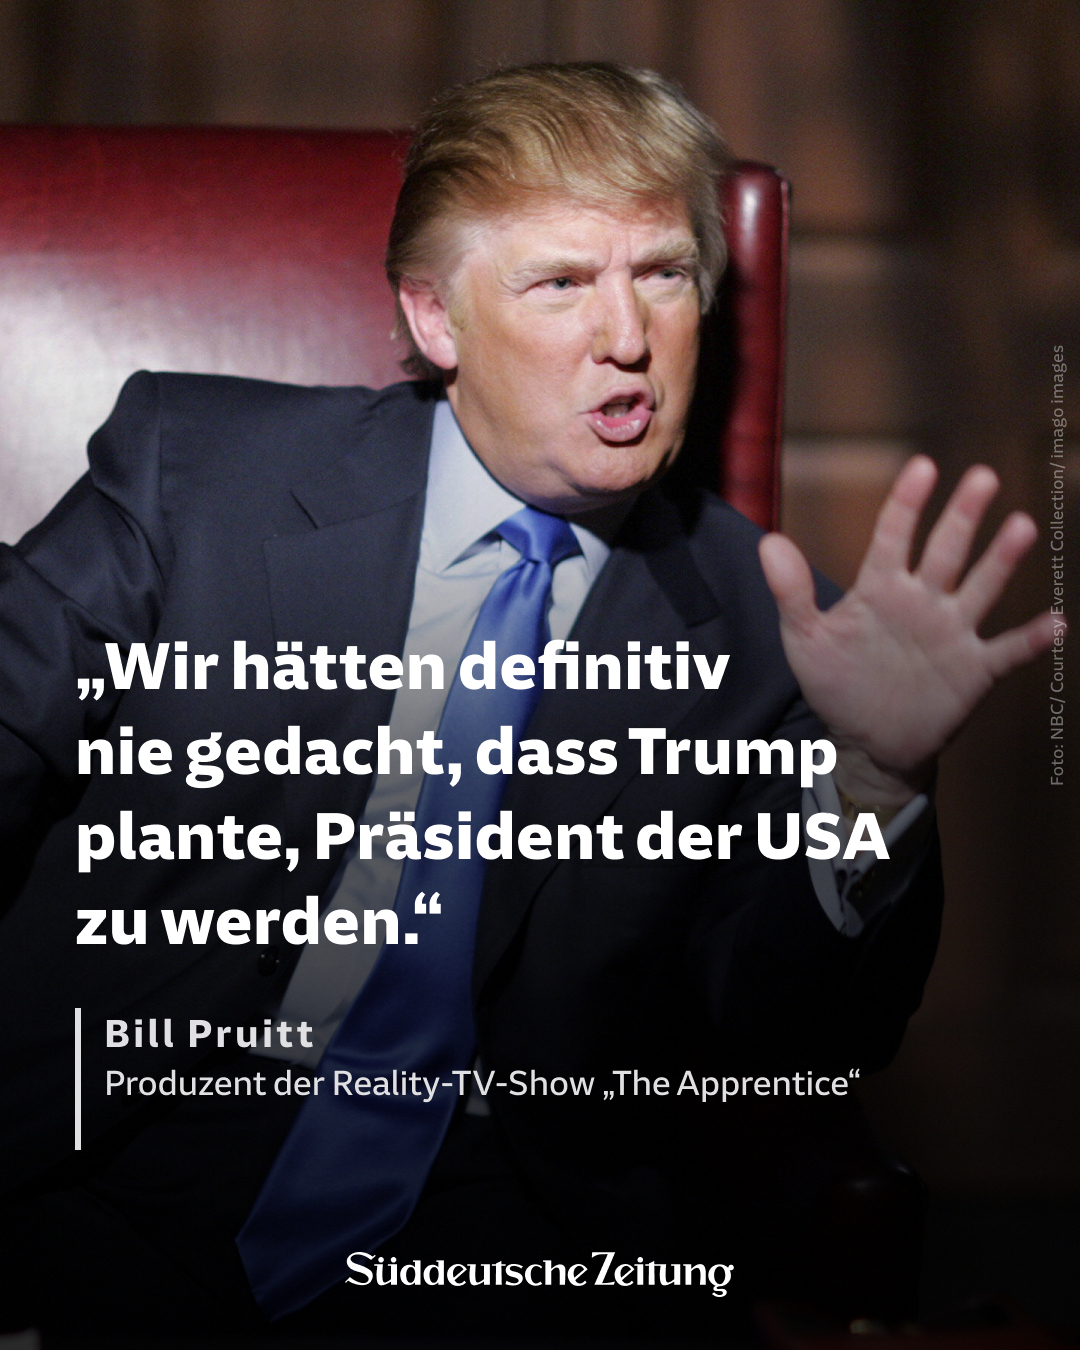 „Wir hätten definitiv
nie gedacht, dass Trump
plante, Präsident der USA
zu werden.“
Bill Pruitt
Produzent der Reality-TV-Show „The Apprentice“
Süddeutsche Zeitung
Foto: NBC/ Courtesy Everett Collection/ imago images